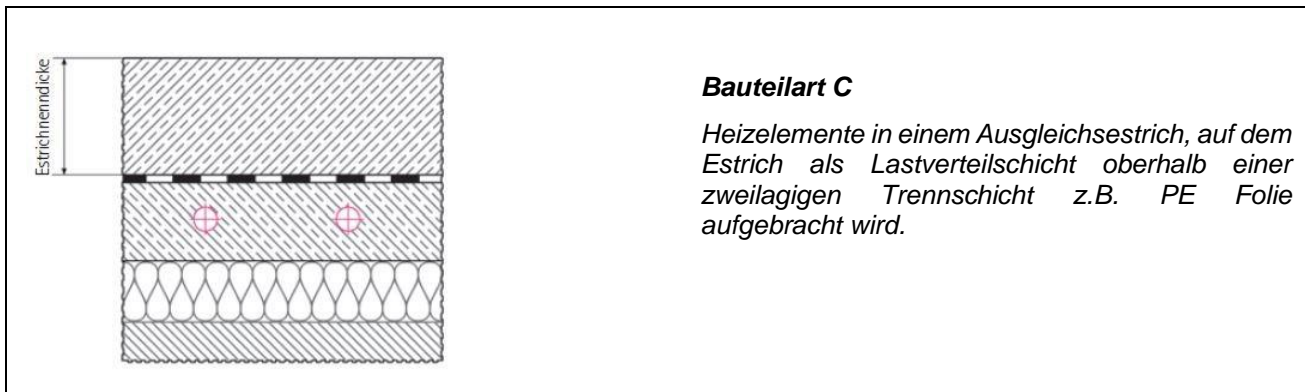 Estrichnenndicke
Bauteilart C
Heizelemente in einem Ausgleichsestrich, auf dem
Estrich als Lastverteilschicht oberhalb einer
zweilagigen Trennschicht z.B. PE Folie
aufgebracht wird.